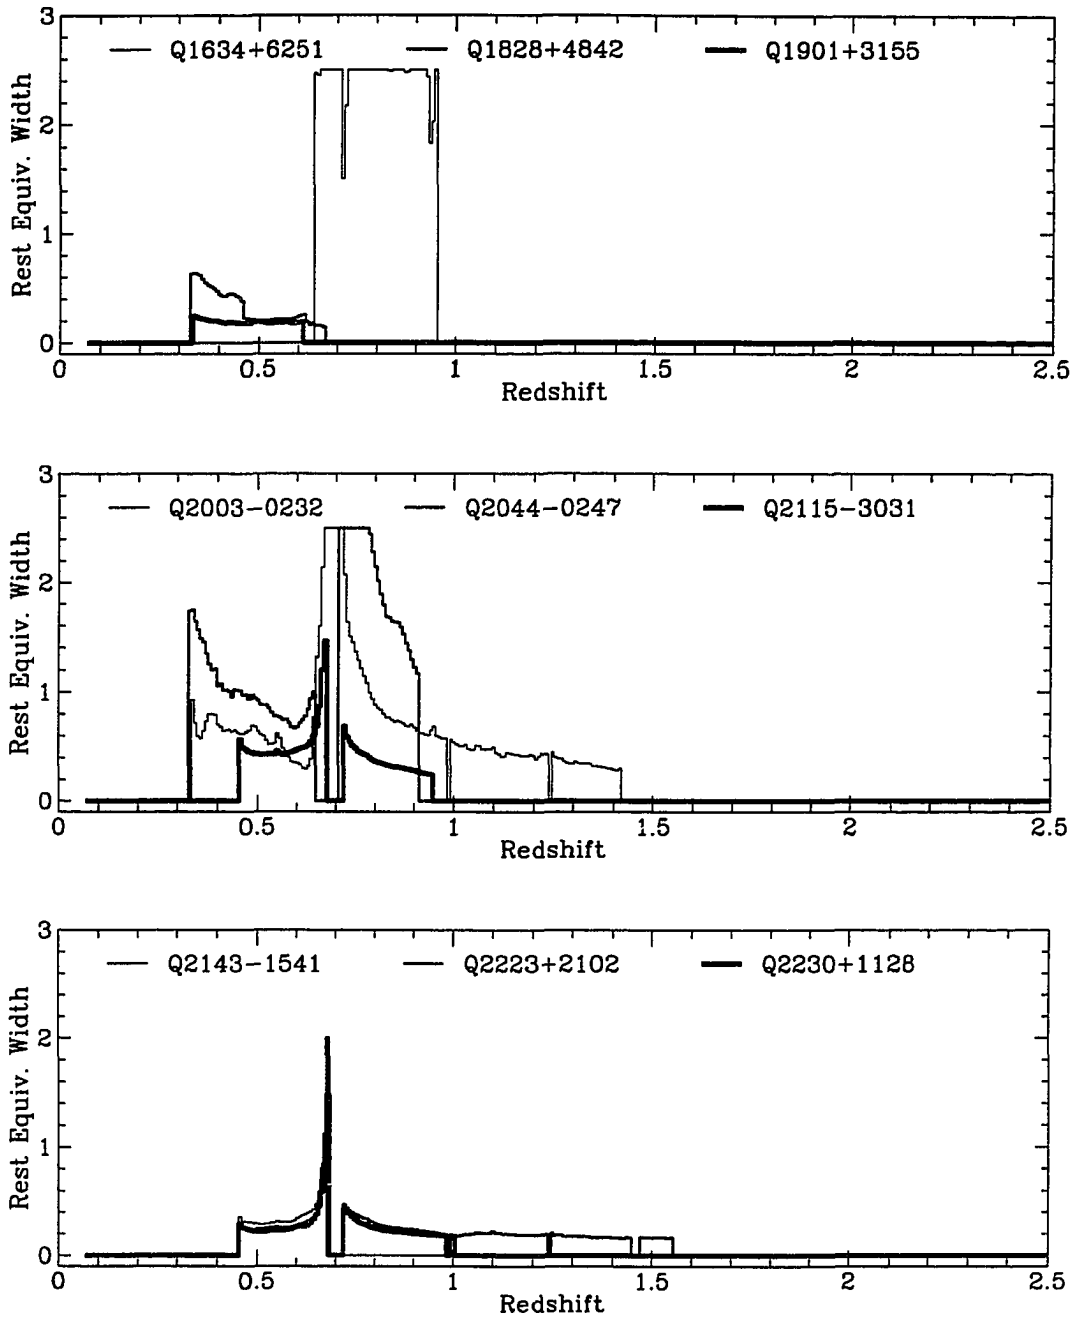 3
Q1634+6251 Q1828+4842 Q1901+3155
2
1
0
Rest Equiv. Width
0 0.5 1 1.5 2 2.5
Redshift
3
Q2003-0232 Q2044-0247 Q2115-3031
2
1
0
Rest Equiv. Width
0 0.5 1 1.5 2 2.5
Redshift
3
Q2143-1541 Q2223+2102 Q2230+1128
2
1
0
Rest Equiv. Width
0 0.5 1 1.5 2 2.5
Redshift